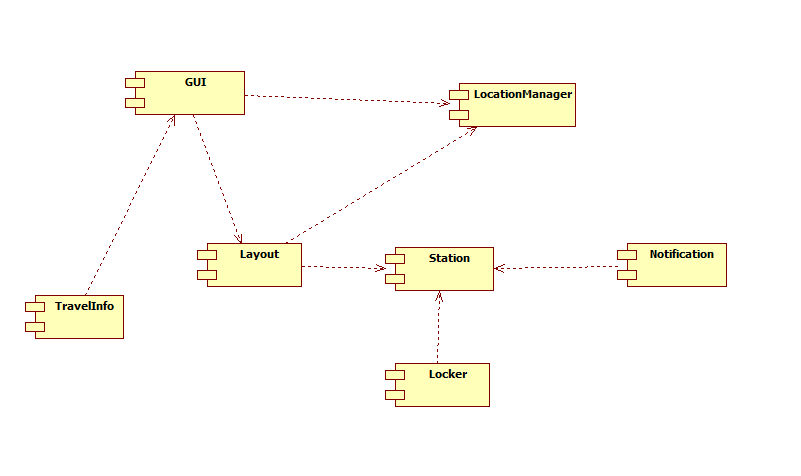 GUI
LocationManager
Layout
Station
Notification
TravelInfo
Locker